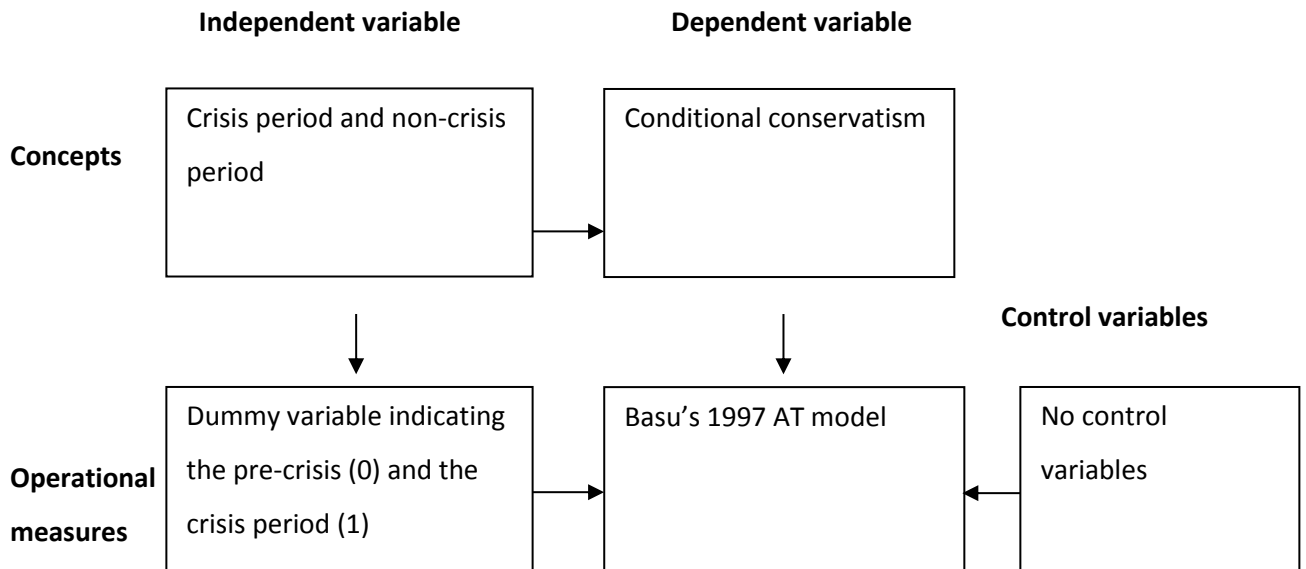 Independent variable
Dependent variable
Concepts
Crisis period and non-crisis
period
Conditional conservatism
Control variables
Operational
measures
Dummy variable indicating
the pre-crisis (0) and the
crisis period (1)
Basu’s 1997 AT model
No control
variables